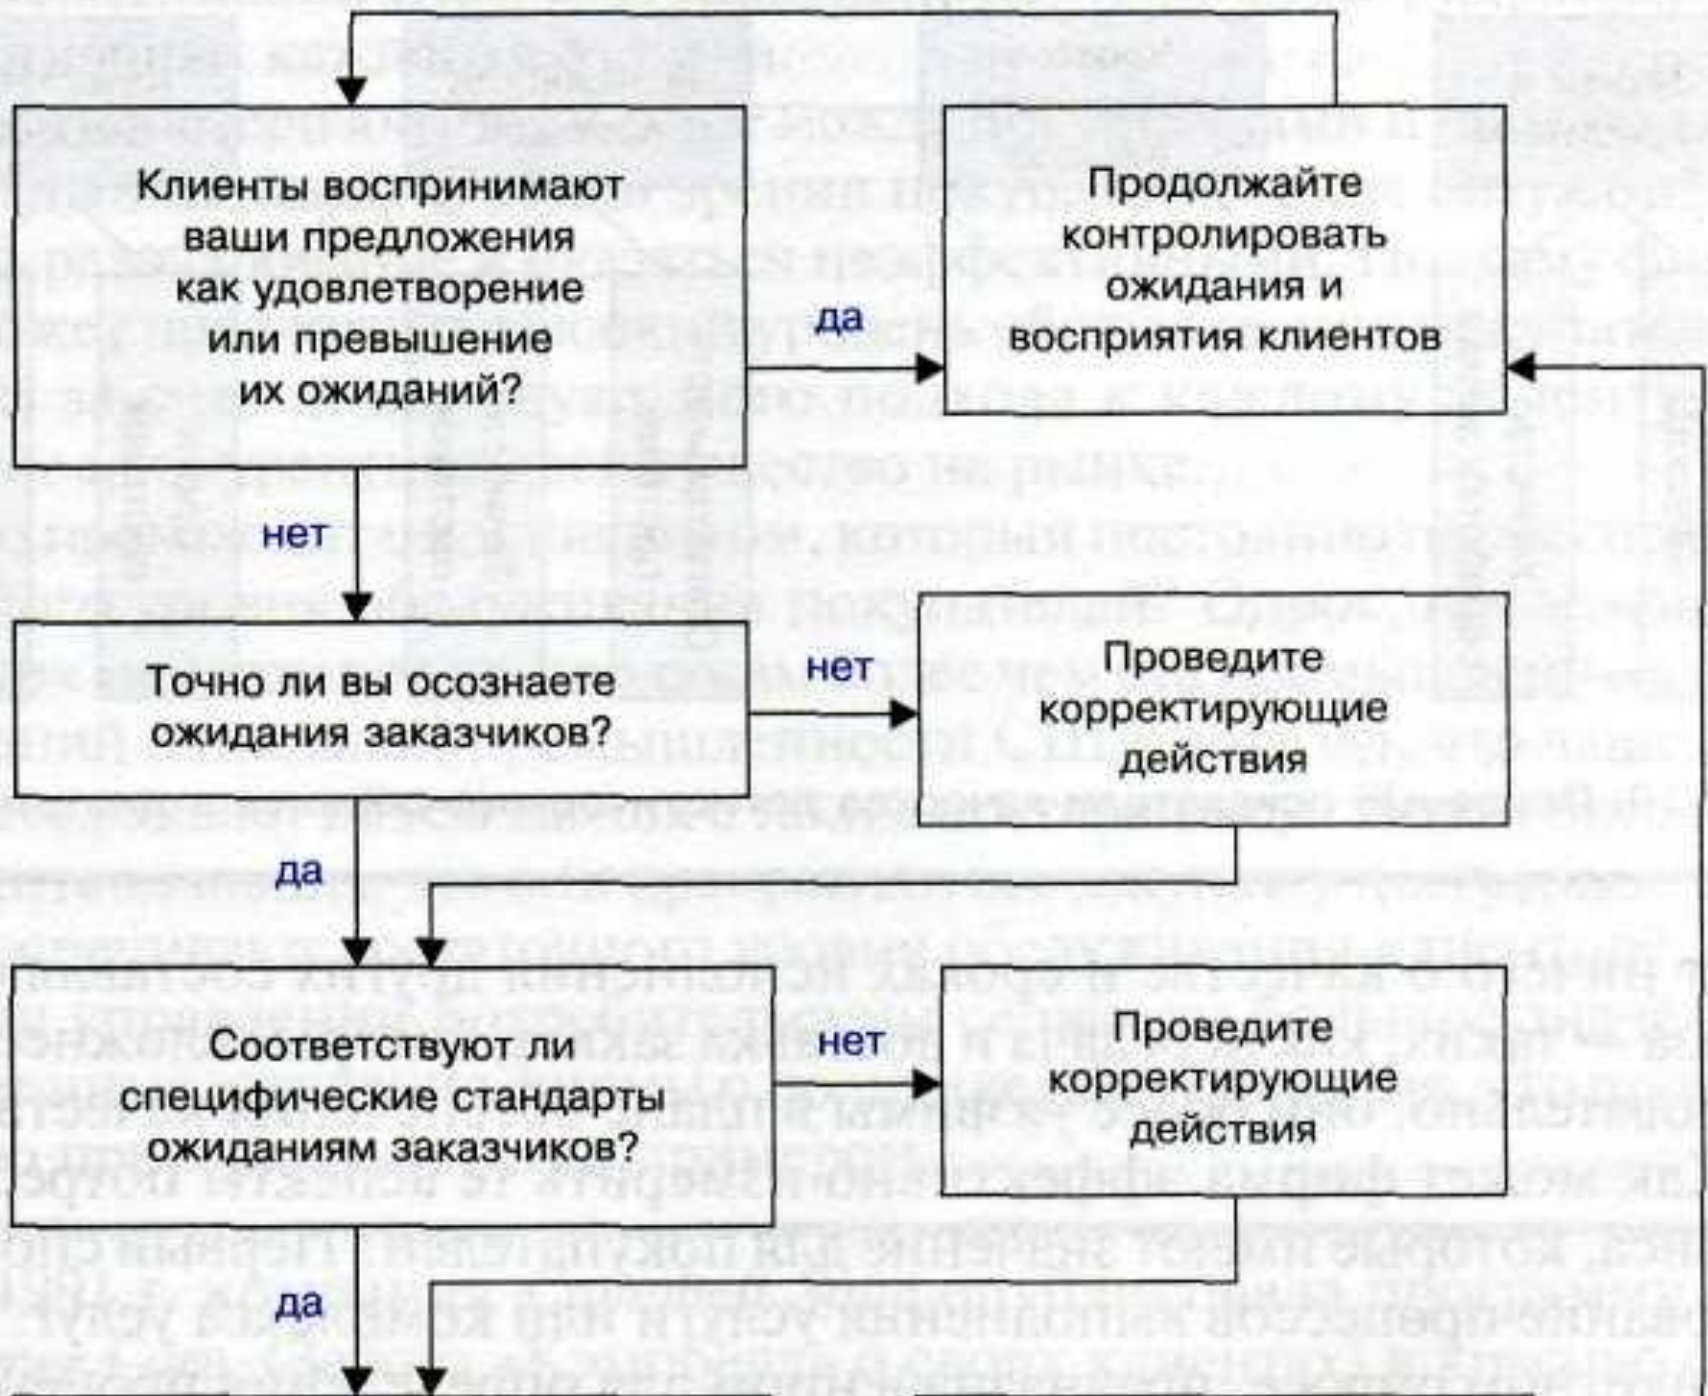 Клиенты воспринимают
ваши предложения
как удовлетворение
или превышение
их ожиданий?
да
Продолжайте
контролировать
ожидания и
восприятия клиентов
нет
Точно ли вы осознаете
ожидания заказчиков?
нет
Проведите
корректирующие
действия
да
Соответствуют ли
специфические стандарты
ожиданиям заказчиков?
нет
Проведите
корректирующие
действия
да